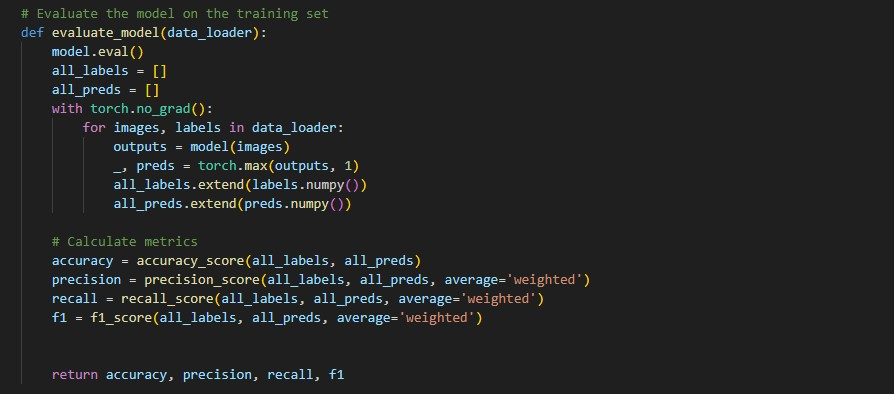 # Evaluate the model on the training set
def evaluate_model(data_loader):
    model.eval()
    all_labels = []
    all_preds = []
    with torch.no_grad():
        for images, labels in data_loader:
            outputs = model(images)
            _, preds = torch.max(outputs, 1)
            all_labels.extend(labels.numpy())
            all_preds.extend(preds.numpy())
    # Calculate metrics
    accuracy = accuracy_score(all_labels, all_preds)
    precision = precision_score(all_labels, all_preds, average='weighted')
    recall = recall_score(all_labels, all_preds, average='weighted')
    f1 = f1_score(all_labels, all_preds, average='weighted')
    return accuracy, precision, recall, f1